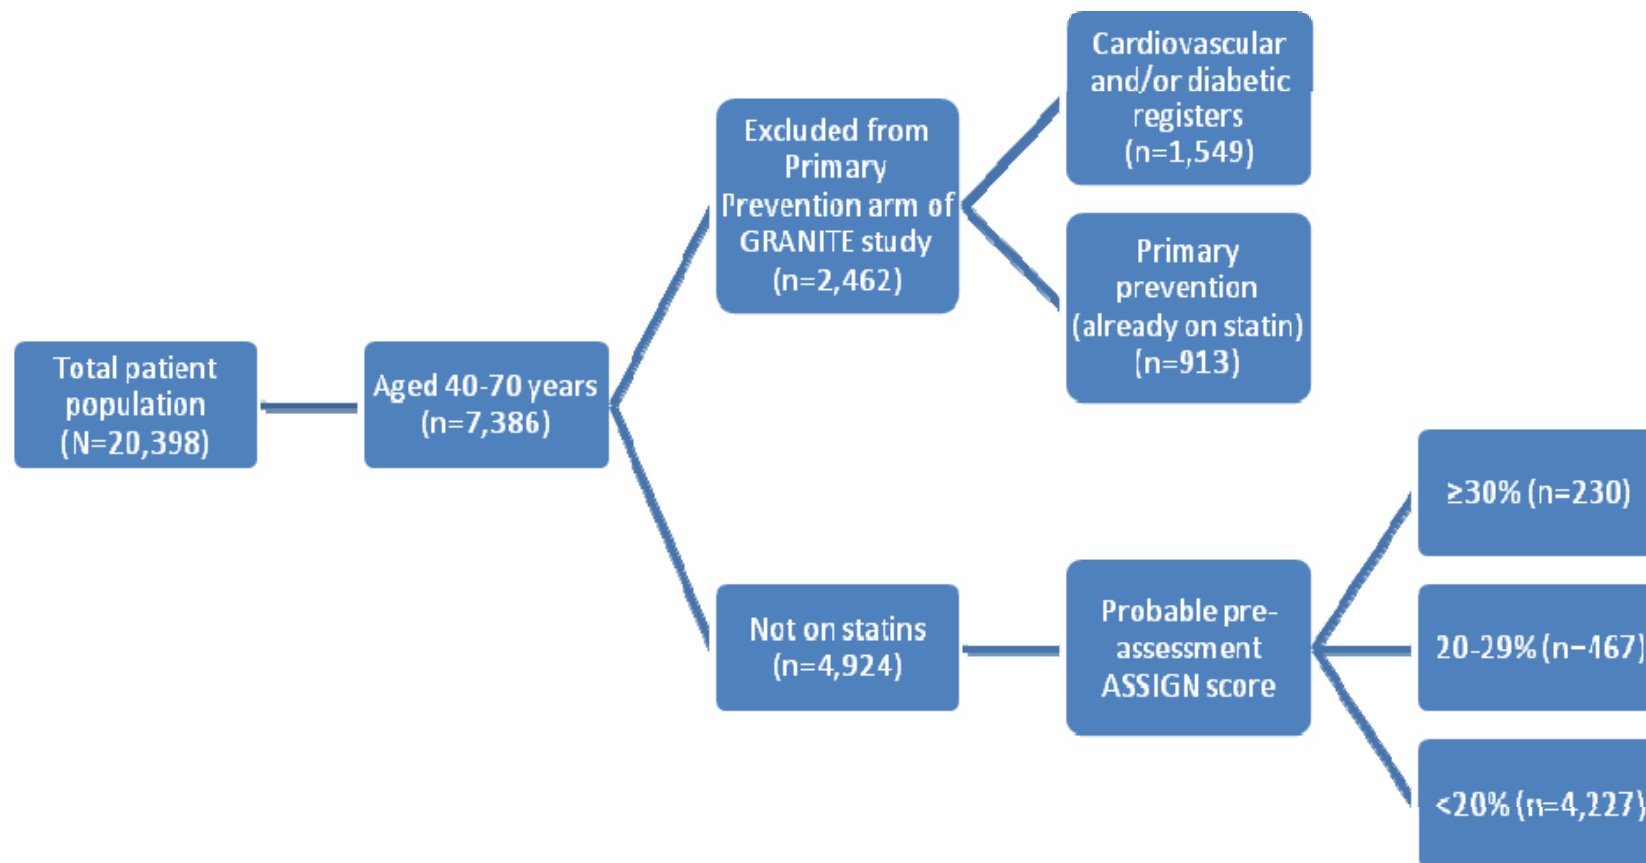 Total patient
population
(N=20,398)
Aged 40-70 years
(n=7,386)
Excluded from
Primary
Prevention arm of
GRANITE study
(n=2,462)
Cardiovascular
and/or diabetic
registers
(n=1,549)
Primary
prevention
(already on statin)
(n=913)
Not on statins
(n=4,924)
Probable pre-
assessment
ASSIGN score
≥30% (n=230)
20-29% (n=467)
<20% (n=4,227)